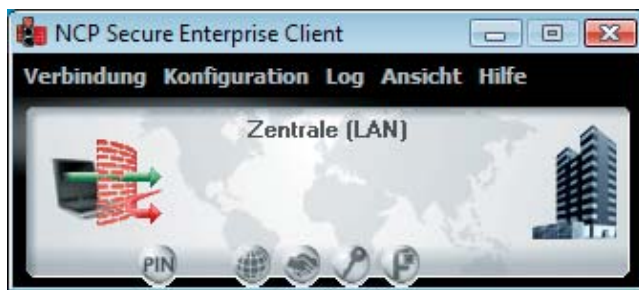 NCP Secure Enterprise Client
Verbindung Konfiguration Log Ansicht Hilfe
Zentrale (LAN)
PIN